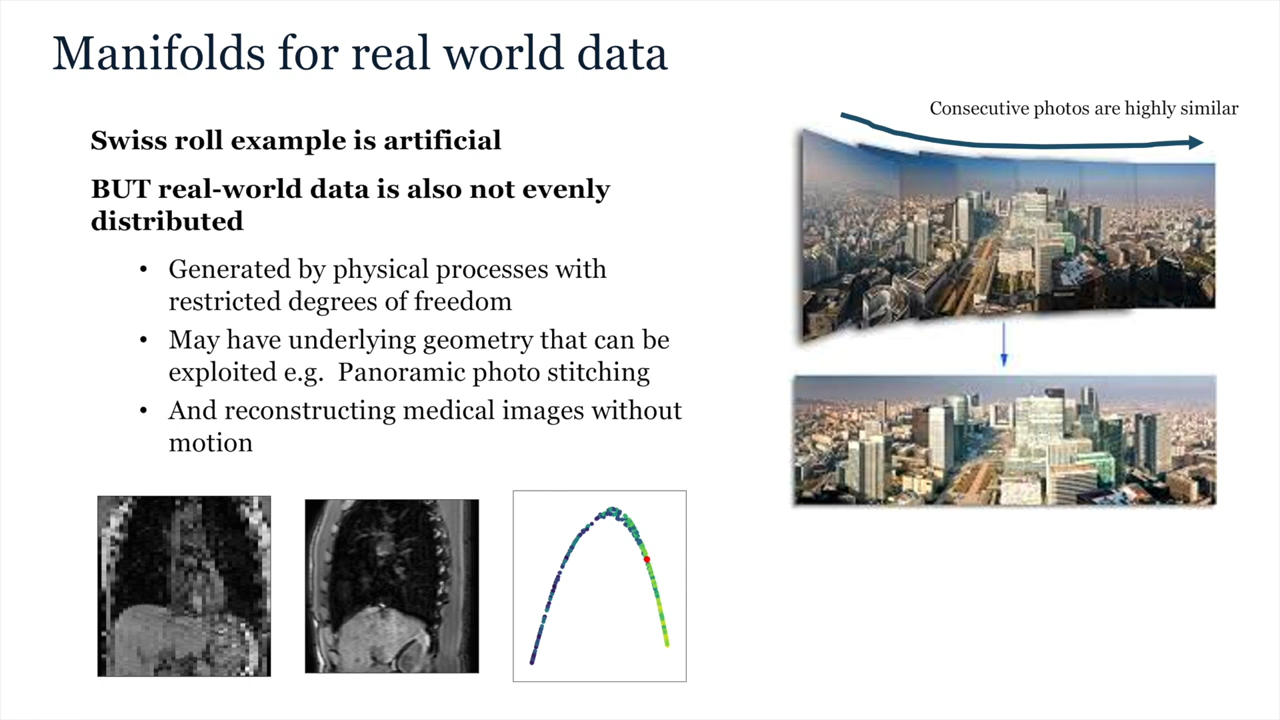 Manifolds for real world data
Consecutive photos are highly similar
Swiss roll example is artificial
BUT real-world data is also not evenly
distributed
• Generated by physical processes with
restricted degrees of freedom
• May have underlying geometry that can be
exploited e.g.  Panoramic photo stitching
• And reconstructing medical images without
motion